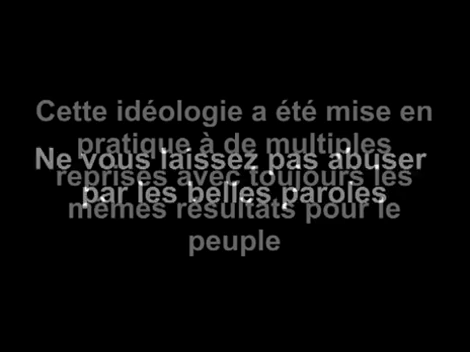 Cette idéologie a été mise en
pratique à de multiples
reprises avec toujours les
mêmes résultats pour le
peuple
Ne vous laissez pas abuser
par les belles paroles